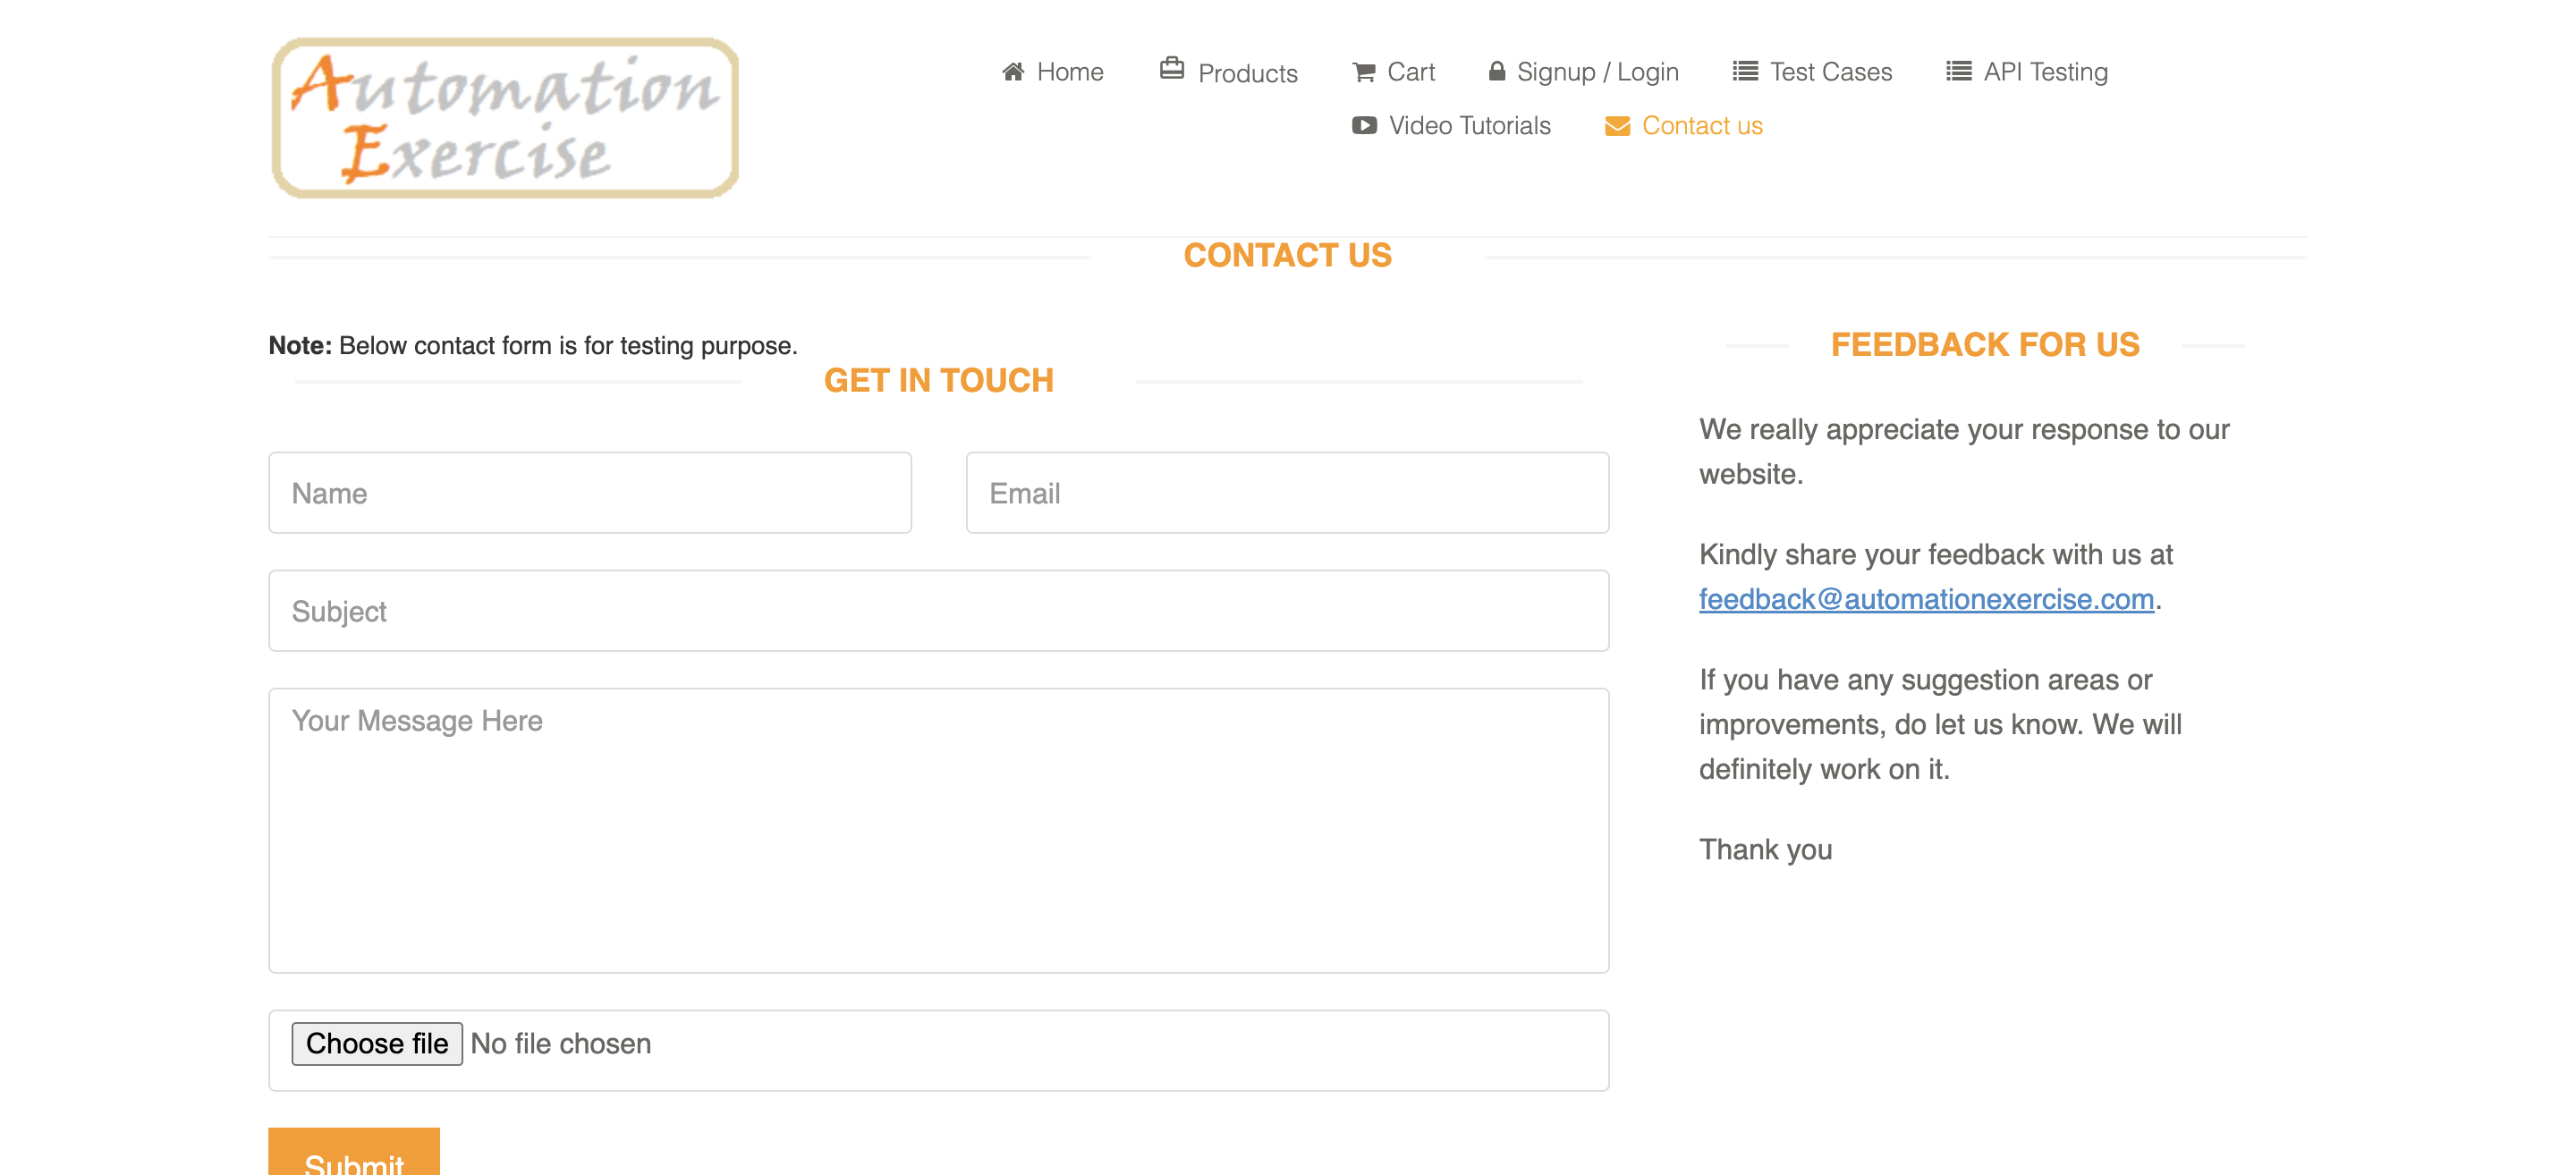 Automation
Exercise
Home
Products
Cart
Signup / Login
Test Cases
API Testing
Video Tutorials
Contact us
CONTACT US
Note: Below contact form is for testing purpose.
GET IN TOUCH
Name
Email
Subject
Your Message Here
Choose file No file chosen
Submit
FEEDBACK FOR US
We really appreciate your response to our
website.
Kindly share your feedback with us at
feedback@automationexercise.com.
If you have any suggestion areas or
improvements, do let us know. We will
definitely work on it.
Thank you